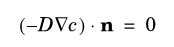 (−D∇c) · n = 0